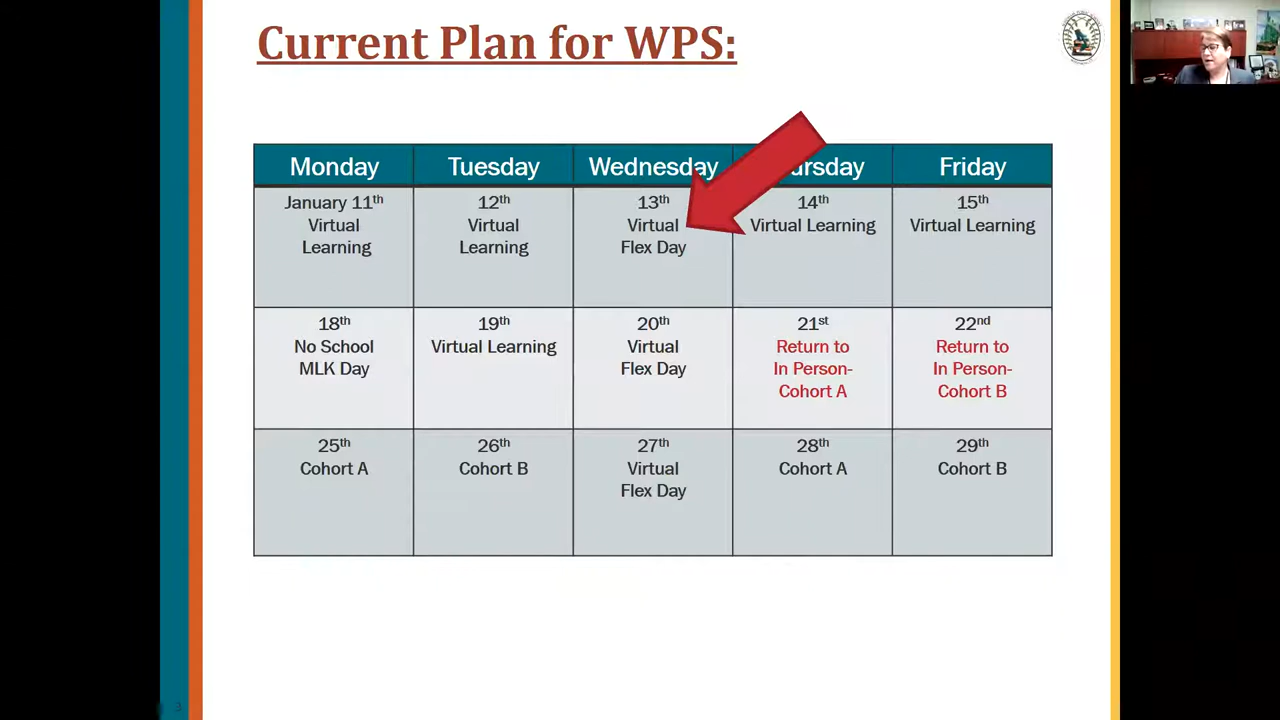 Current Plan for WPS:
Monday Tuesday Wednesday ursday Friday
January 11th 12th 13th 14th 15th
Virtual Virtual Virtual Virtual Learning Virtual Learning
Learning Learning Flex Day
18th 19th 20th 21st 22nd
No School Virtual Learning Virtual Return to Return to
MLK Day Flex Day In Person- In Person-
Cohort A Cohort B
25th 26th 27th 28th 29th
Cohort A Cohort B Virtual Cohort A Cohort B
Flex Day
3